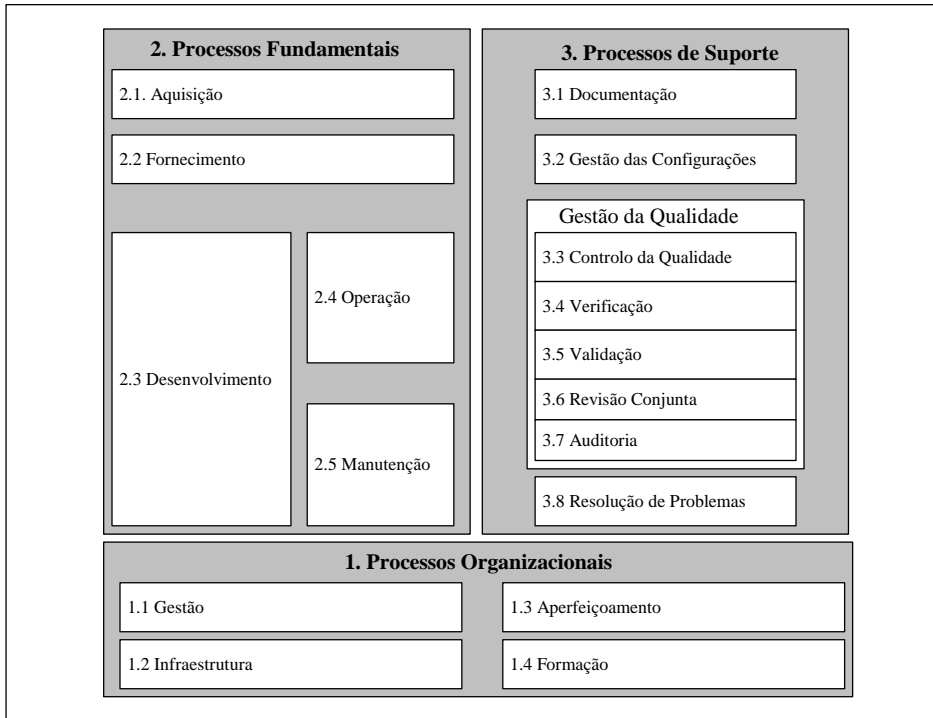 2. Processos Fundamentais
2.1. Aquisição
2.2 Fornecimento
2.3 Desenvolvimento
2.4 Operação
2.5 Manutenção
3. Processos de Suporte
3.1 Documentação
3.2 Gestão das Configurações
Gestão da Qualidade
3.3 Controlo da Qualidade
3.4 Verificação
3.5 Validação
3.6 Revisão Conjunta
3.7 Auditoria
3.8 Resolução de Problemas
1. Processos Organizacionais
1.1 Gestão
1.2 Infraestrutura
1.3 Aperfeiçoamento
1.4 Formação